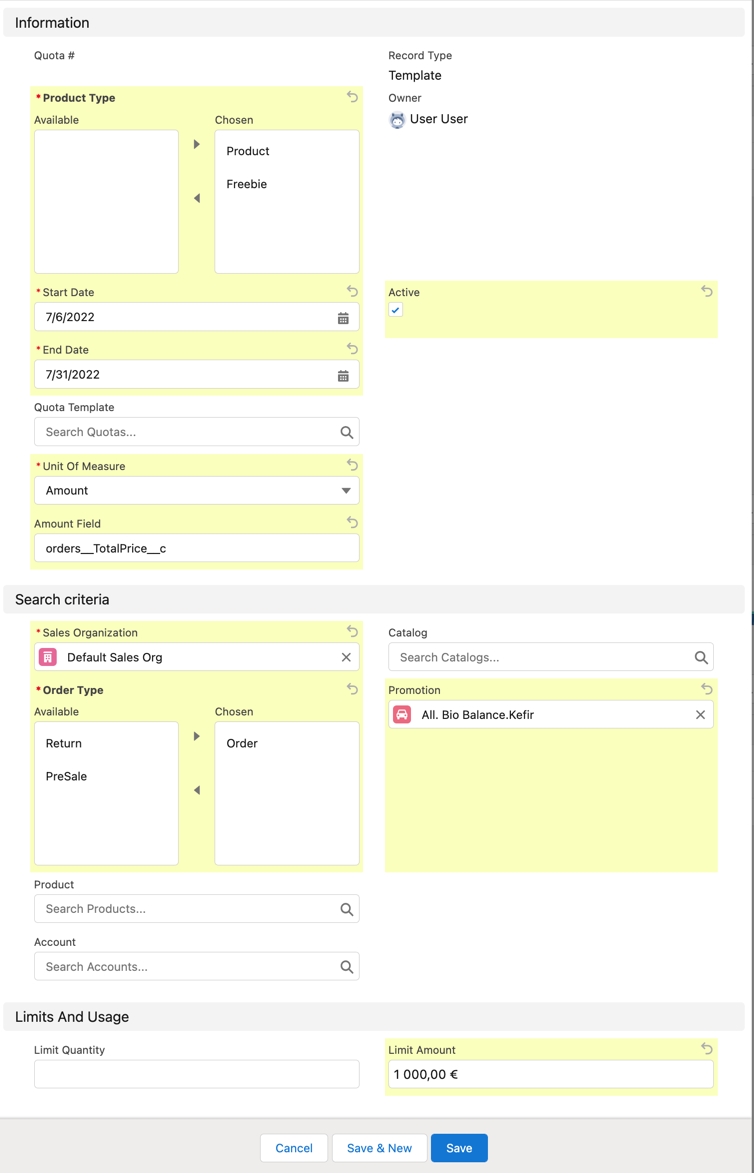 Information
Quota #
Record Type
Template
* Product Type
Owner
User User
Available
Chosen
Product
Freebie
* Start Date
7/6/2022
Active
* End Date
7/31/2022
Quota Template
Search Quotas...
* Unit Of Measure
Amount
Amount Field
orders__TotalPrice__c
Search criteria
* Sales Organization
Default Sales Org
Catalog
Search Catalogs...
* Order Type
Promotion
All. Bio Balance.Kefir
Available
Chosen
Return
PreSale
Order
Product
Search Products...
Account
Search Accounts...
Limits And Usage
Limit Quantity
Limit Amount
1 000,00 €
Cancel
Save & New
Save